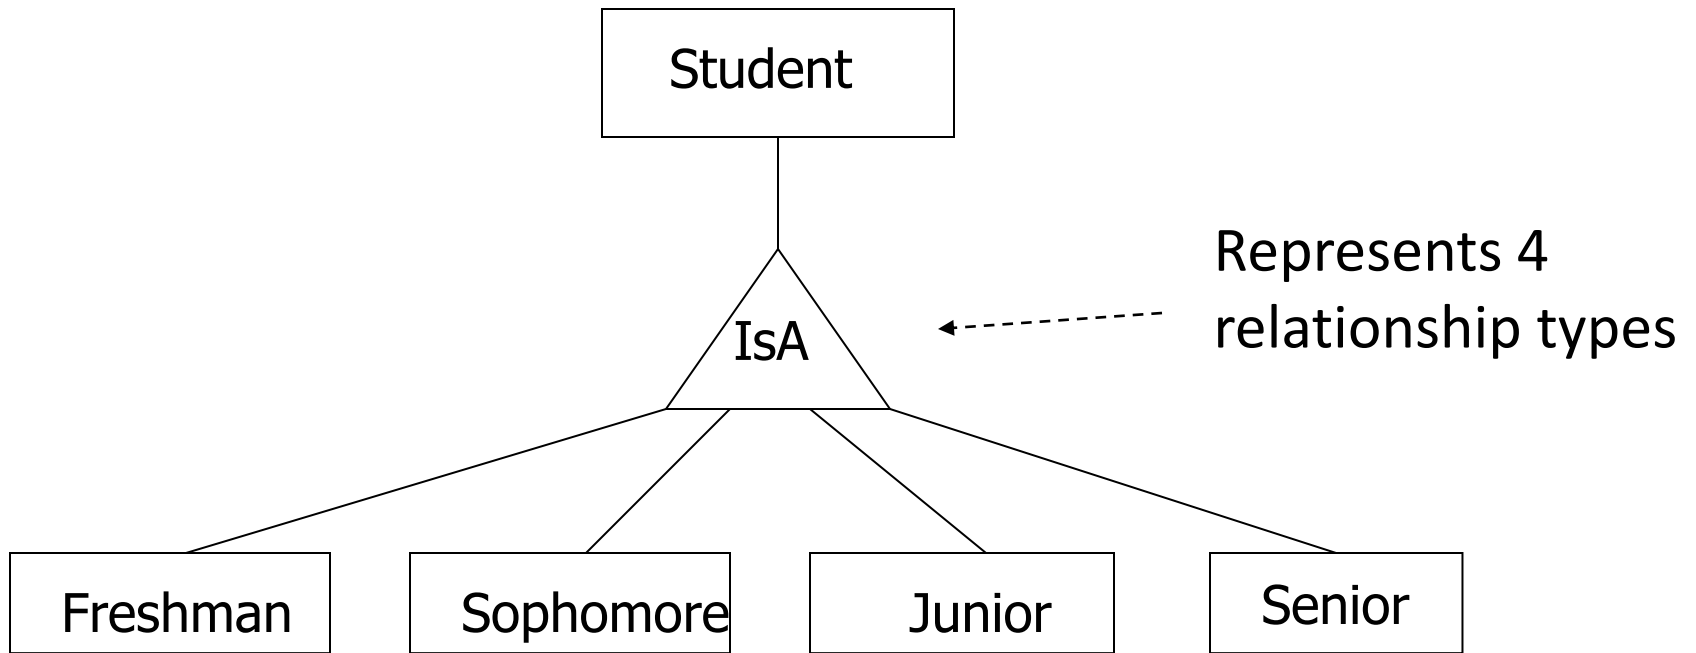 Student
Represents 4
relationship types
IsA
Freshman
Sophomore
Junior
Senior